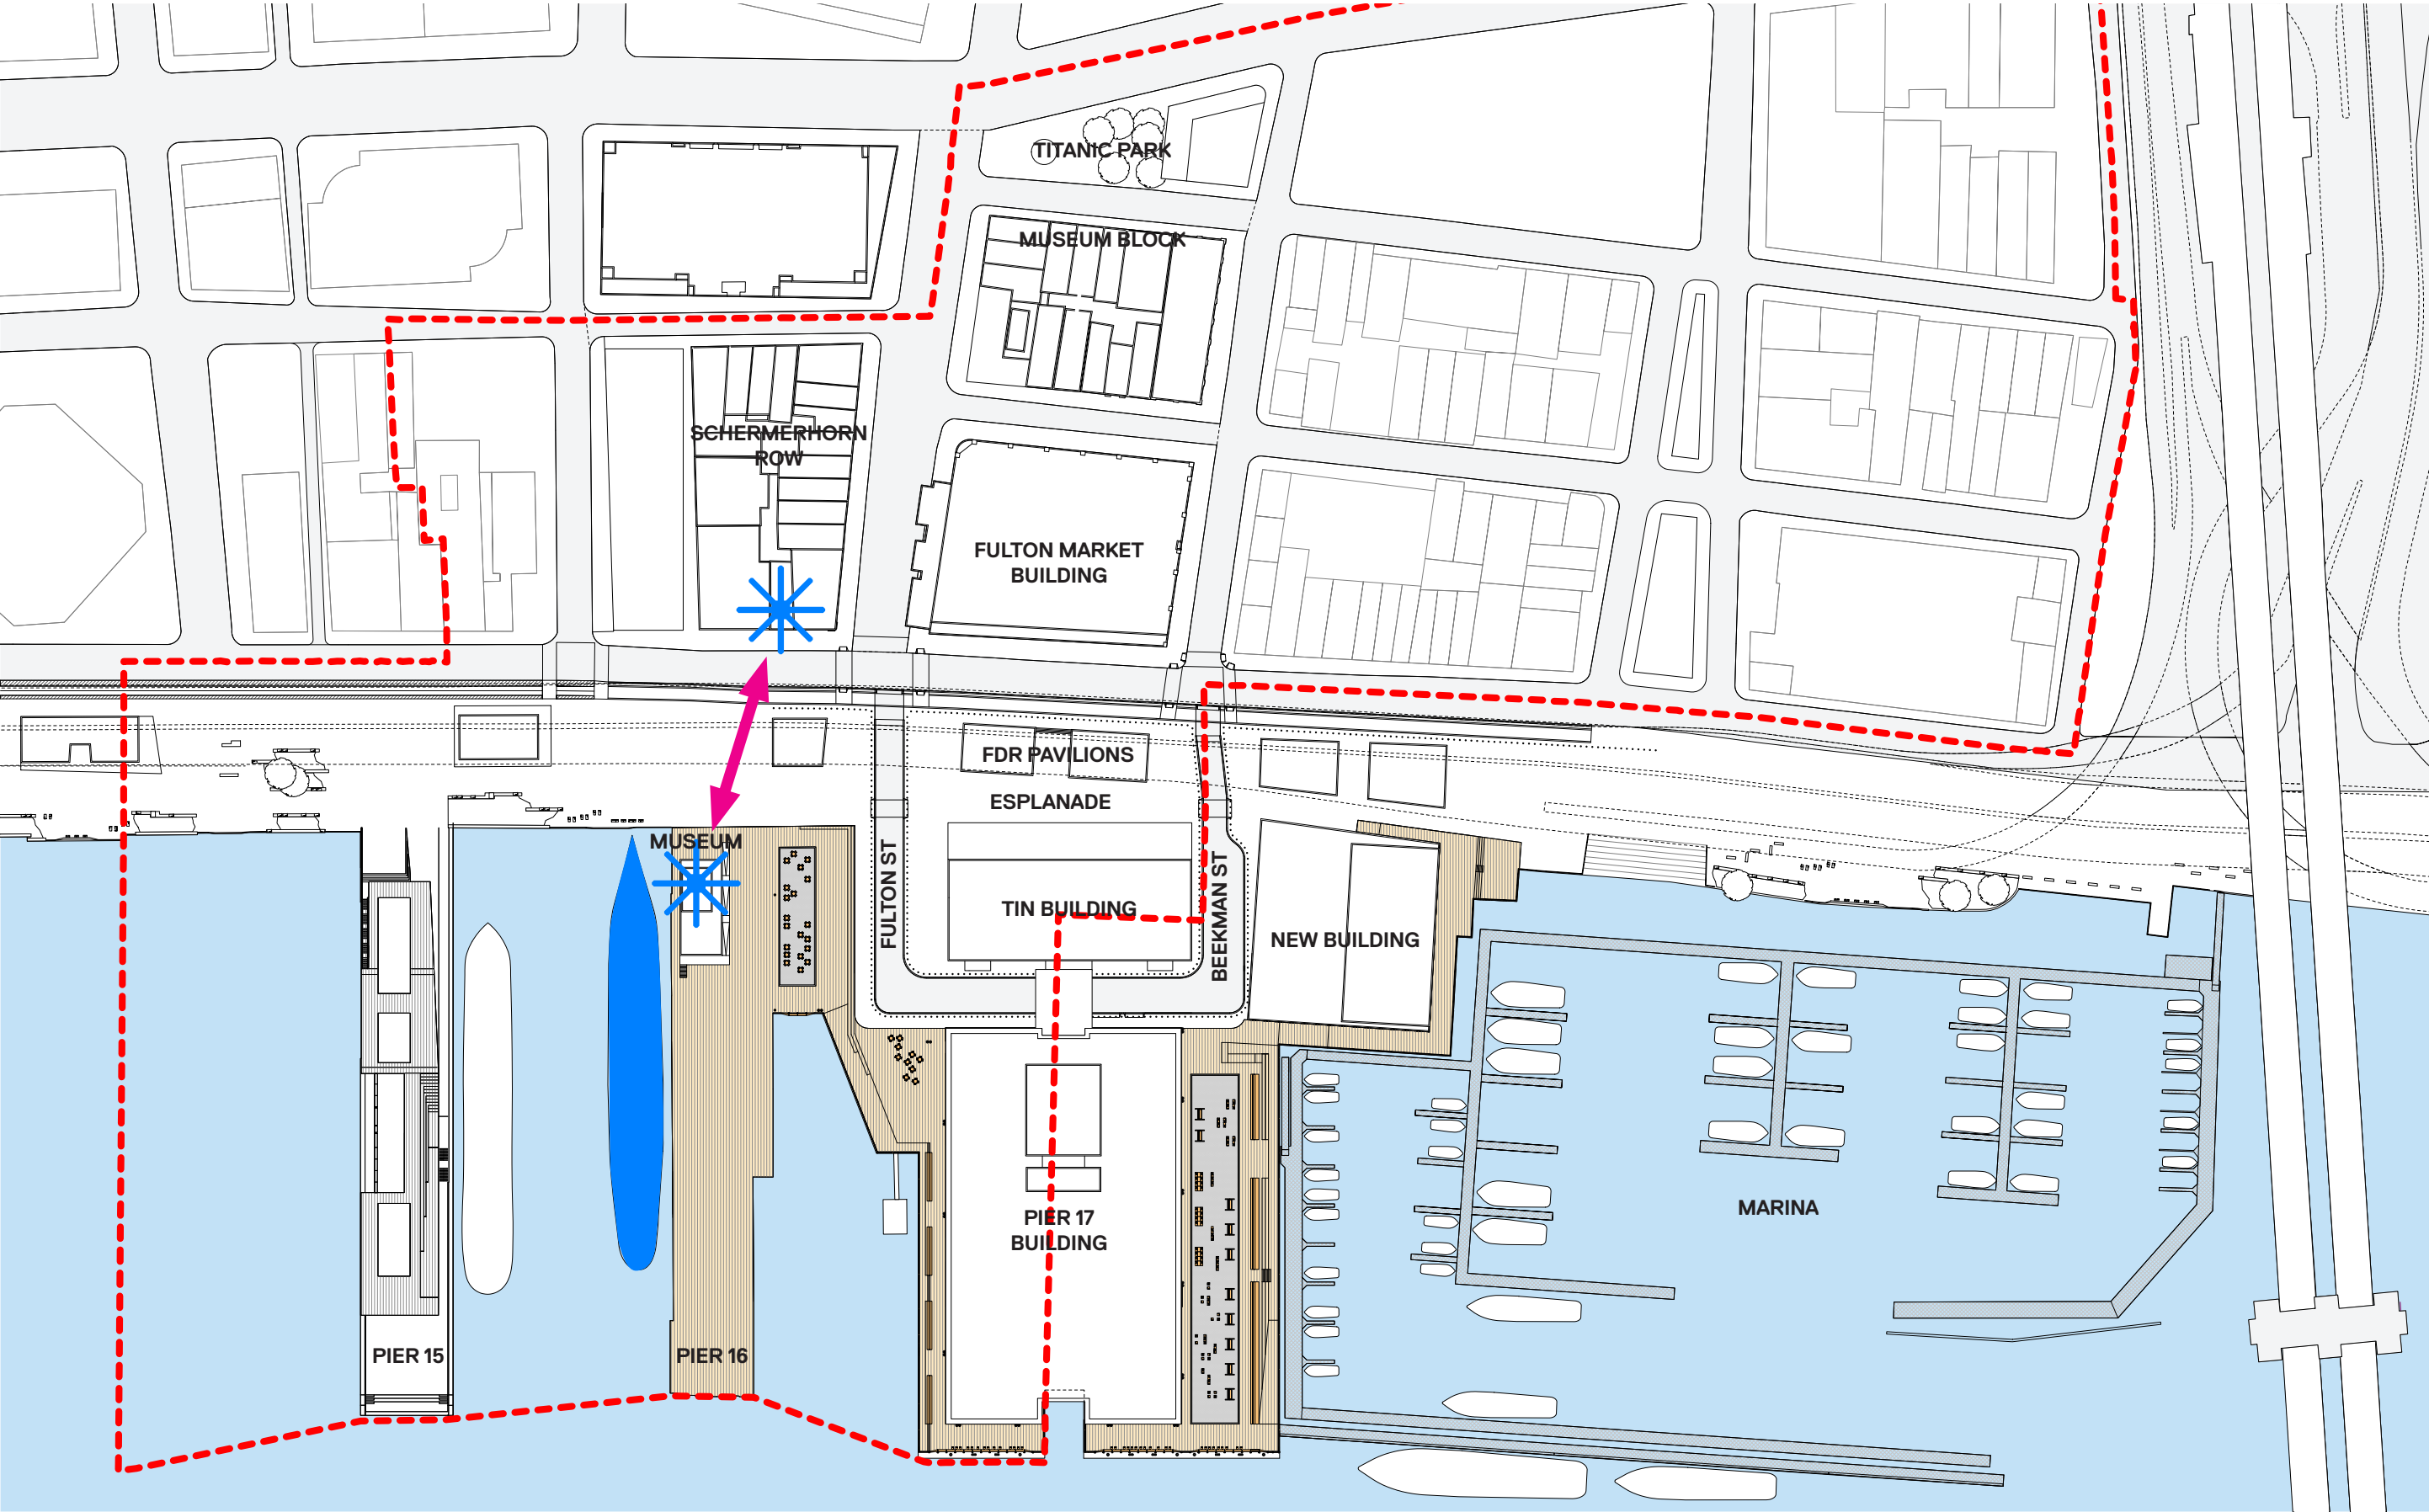 TITANIC PARK
MUSEUM BLOCK
SCHERMERHORN
ROW
FULTON MARKET
BUILDING
FDR PAVILIONS
ESPLANADE
MUSEUM
FULTON ST
TIN BUILDING
BEEKMAN ST
NEW BUILDING
MARINA
PIER 17
BUILDING
PIER 15
PIER 16